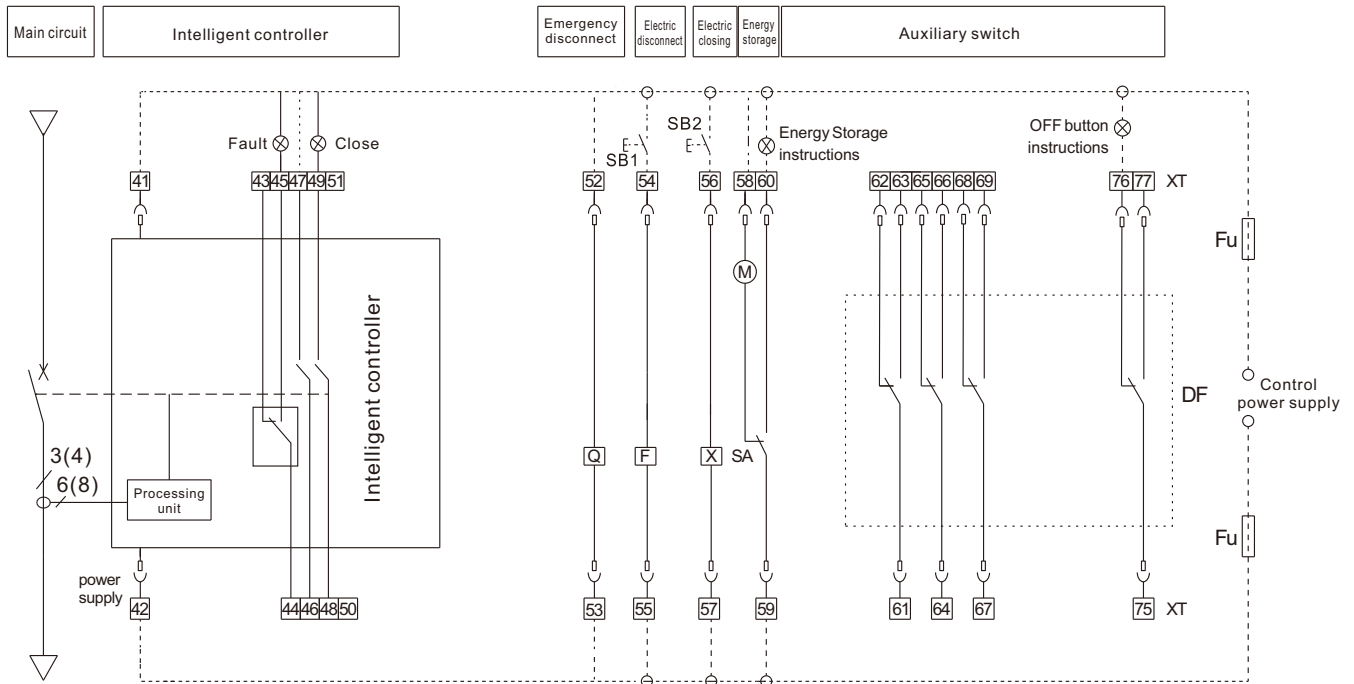 Main circuit
Intelligent controller
Emergency
disconnect
Electric
disconnect
Electric
closing
Energy
storage
Auxiliary switch
Fault
Close
SB1
SB2
Energy Storage
instructions
OFF button
instructions
41
43 45 47 49 51
52
54
56
58 60
62 63 65 66 68 69
76 77
XT
Fu
M
Intelligent controller
DF
Control
power supply
3(4)
6(8)
Processing
unit
Q
F
X
SA
Fu
power
supply
42
44 46 48 50
53
55
57
59
61
64
67
75
XT